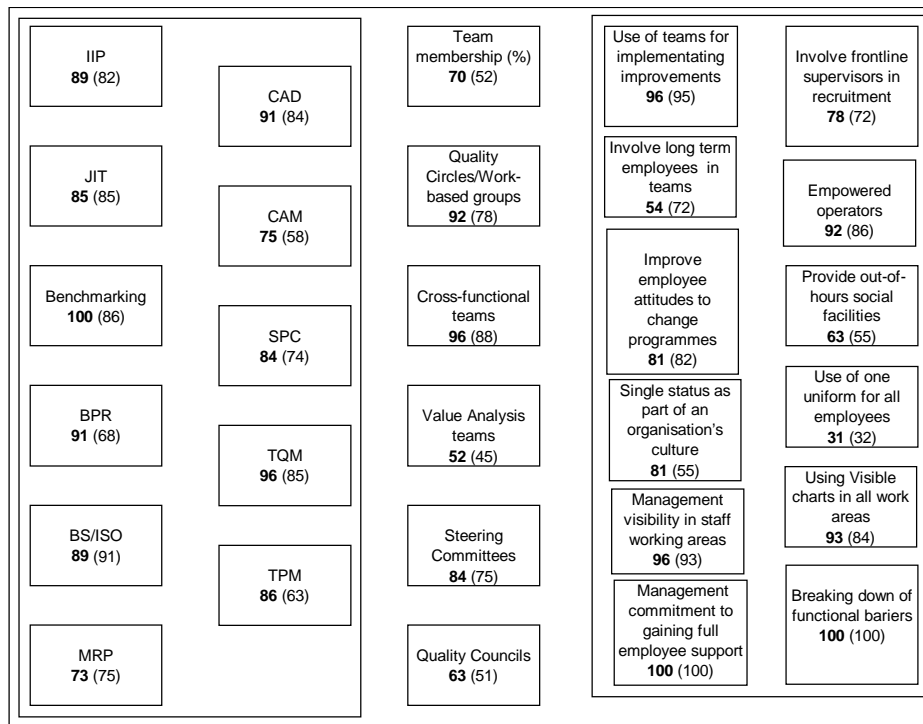 IIP
89 (82)
JIT
85 (85)
Benchmarking
100 (86)
BPR
91 (68)
BS/ISO
89 (91)
MRP
73 (75)
CAD
91 (84)
CAM
75 (58)
SPC
84 (74)
TQM
96 (85)
TPM
86 (63)
Team
membership (%)
70 (52)
Quality
Circles/Work-
based groups
92 (78)
Cross-functional
teams
96 (88)
Value Analysis
teams
52 (45)
Steering
Committees
84 (75)
Quality Councils
63 (51)
Use of teams for
implementating
improvements
96 (95)
Involve long term
employees in
teams
54 (72)
Improve
employee
attitudes to
change
programmes
81 (82)
Single status as
part of an
organisation's
culture
81 (55)
Management
visibility in staff
working areas
96 (93)
Management
commitment to
gaining full
employee support
100 (100)
Involve frontline
supervisors in
recruitment
78 (72)
Empowered
operators
92 (86)
Provide out-of-
hours social
facilities
63 (55)
Use of one
uniform for all
employees
31 (32)
Using Visible
charts in all work
areas
93 (84)
Breaking down of
functional bariers
100 (100)